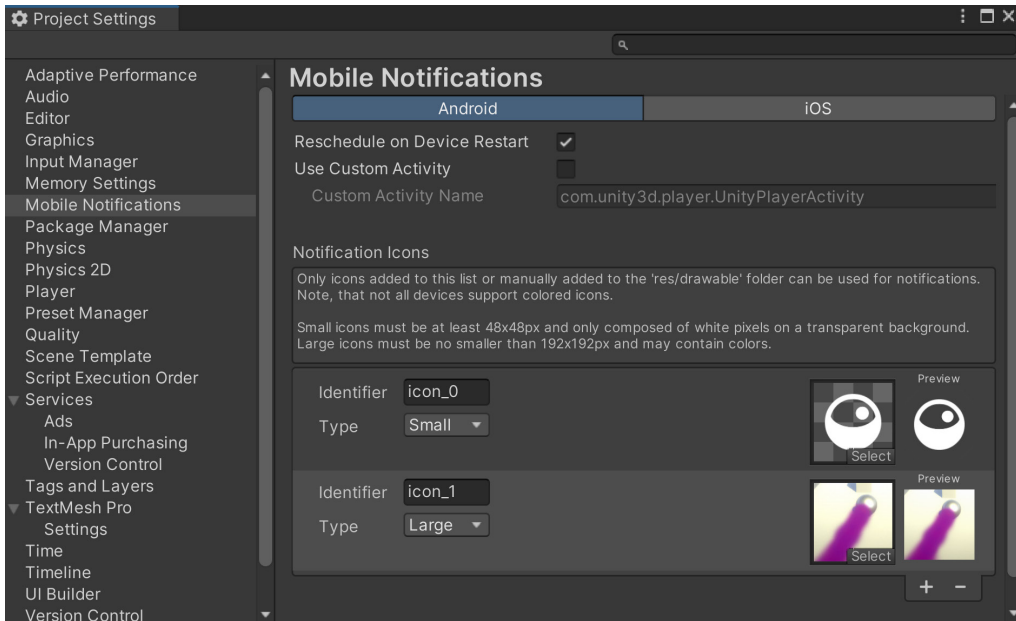 Project Settings
Adaptive Performance
Audio
Editor
Graphics
Input Manager
Memory Settings
Mobile Notifications
Package Manager
Physics
Physics 2D
Player
Preset Manager
Quality
Scene Template
Script Execution Order
Services
Ads
In-App Purchasing
Version Control
Tags and Layers
TextMesh Pro
Settings
Time
Timeline
UI Builder
Version Control
Mobile Notifications
Android
iOS
Reschedule on Device Restart
Use Custom Activity
Custom Activity Name
com.unity3d.player.UnityPlayerActivity
Notification Icons
Only icons added to this list or manually added to the 'res/drawable' folder can be used for notifications.
Note, that not all devices support colored icons.
Small icons must be at least 48x48px and only composed of white pixels on a transparent background.
Large icons must be no smaller than 192x192px and may contain colors.
Identifier icon_0
Type Small
Select
Preview
Identifier icon_1
Type Large
Select
Preview